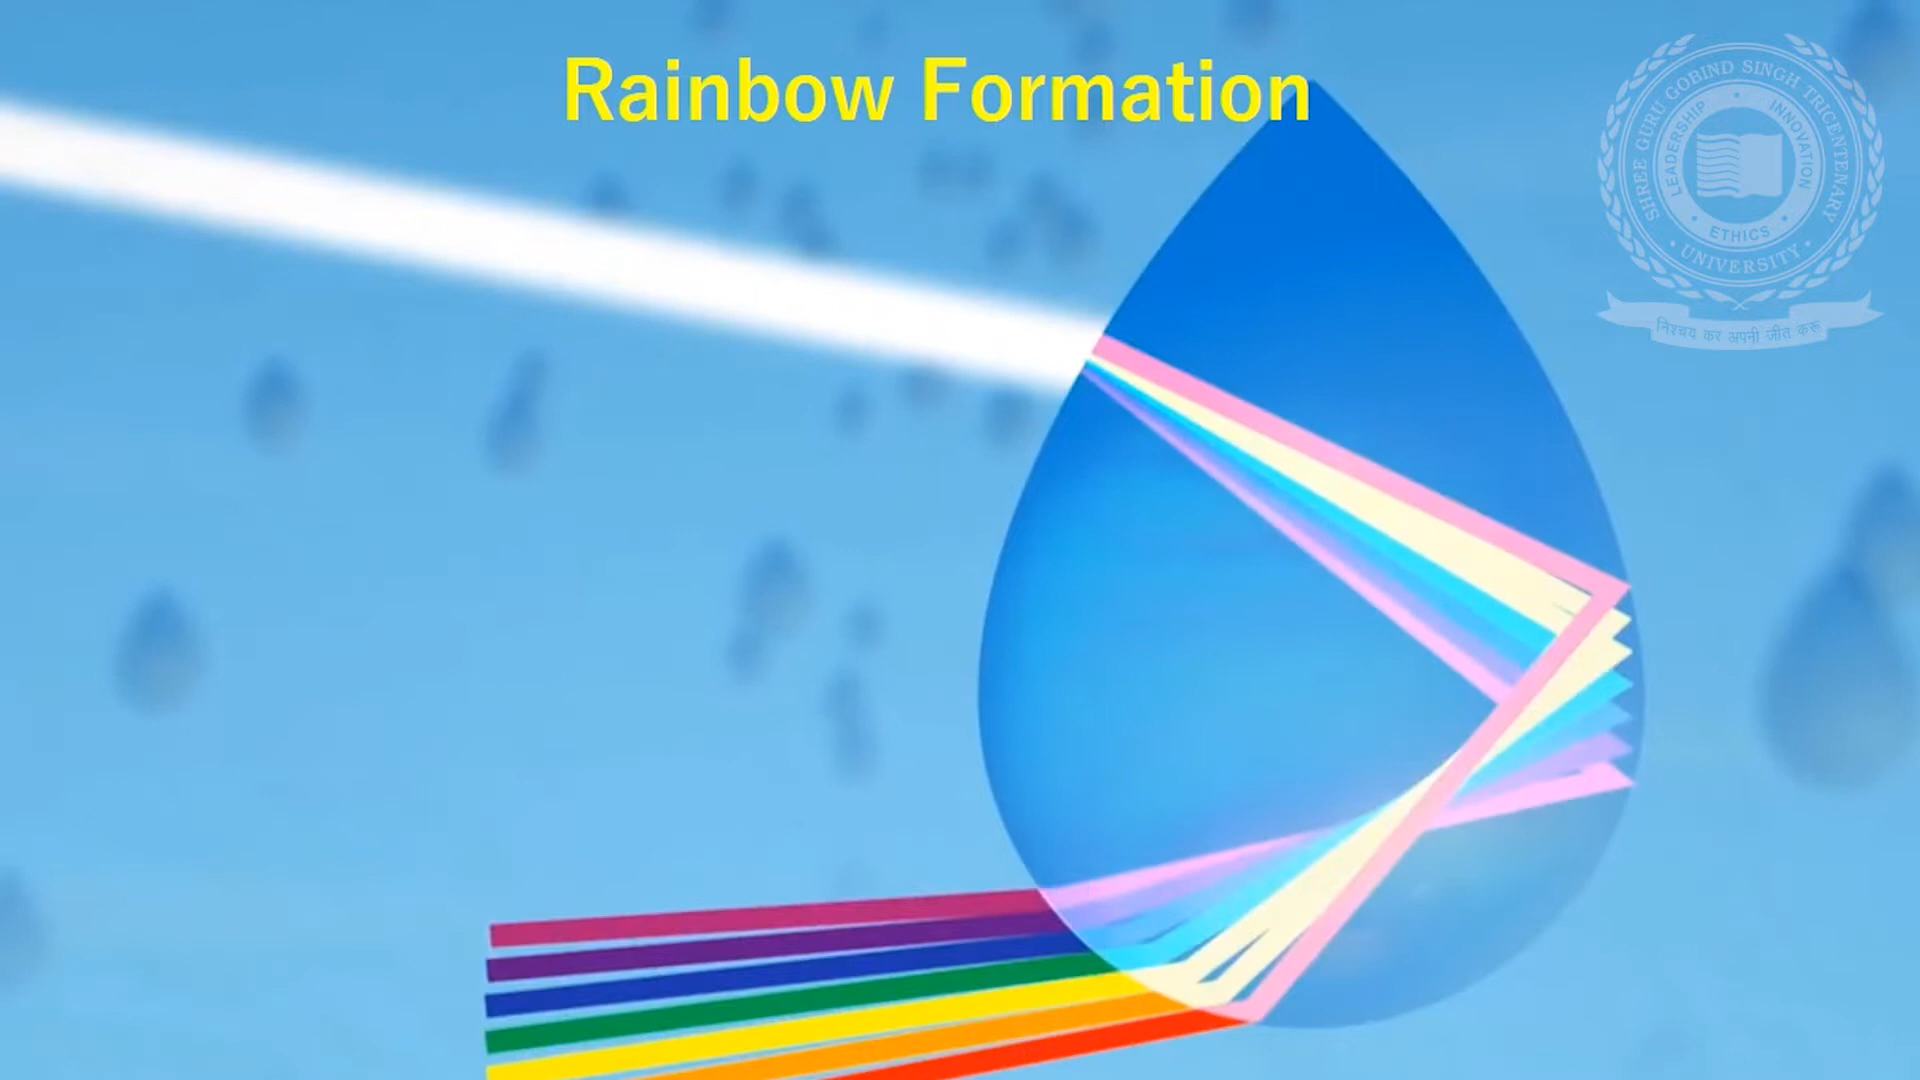 Rainbow Formation
SHREE GURU GOBIND SINGH TRICENTENARY
UNIVERSITY
LEADERSHIP
INNOVATION
ETHICS
निश्चय कर अपनी जीत करू